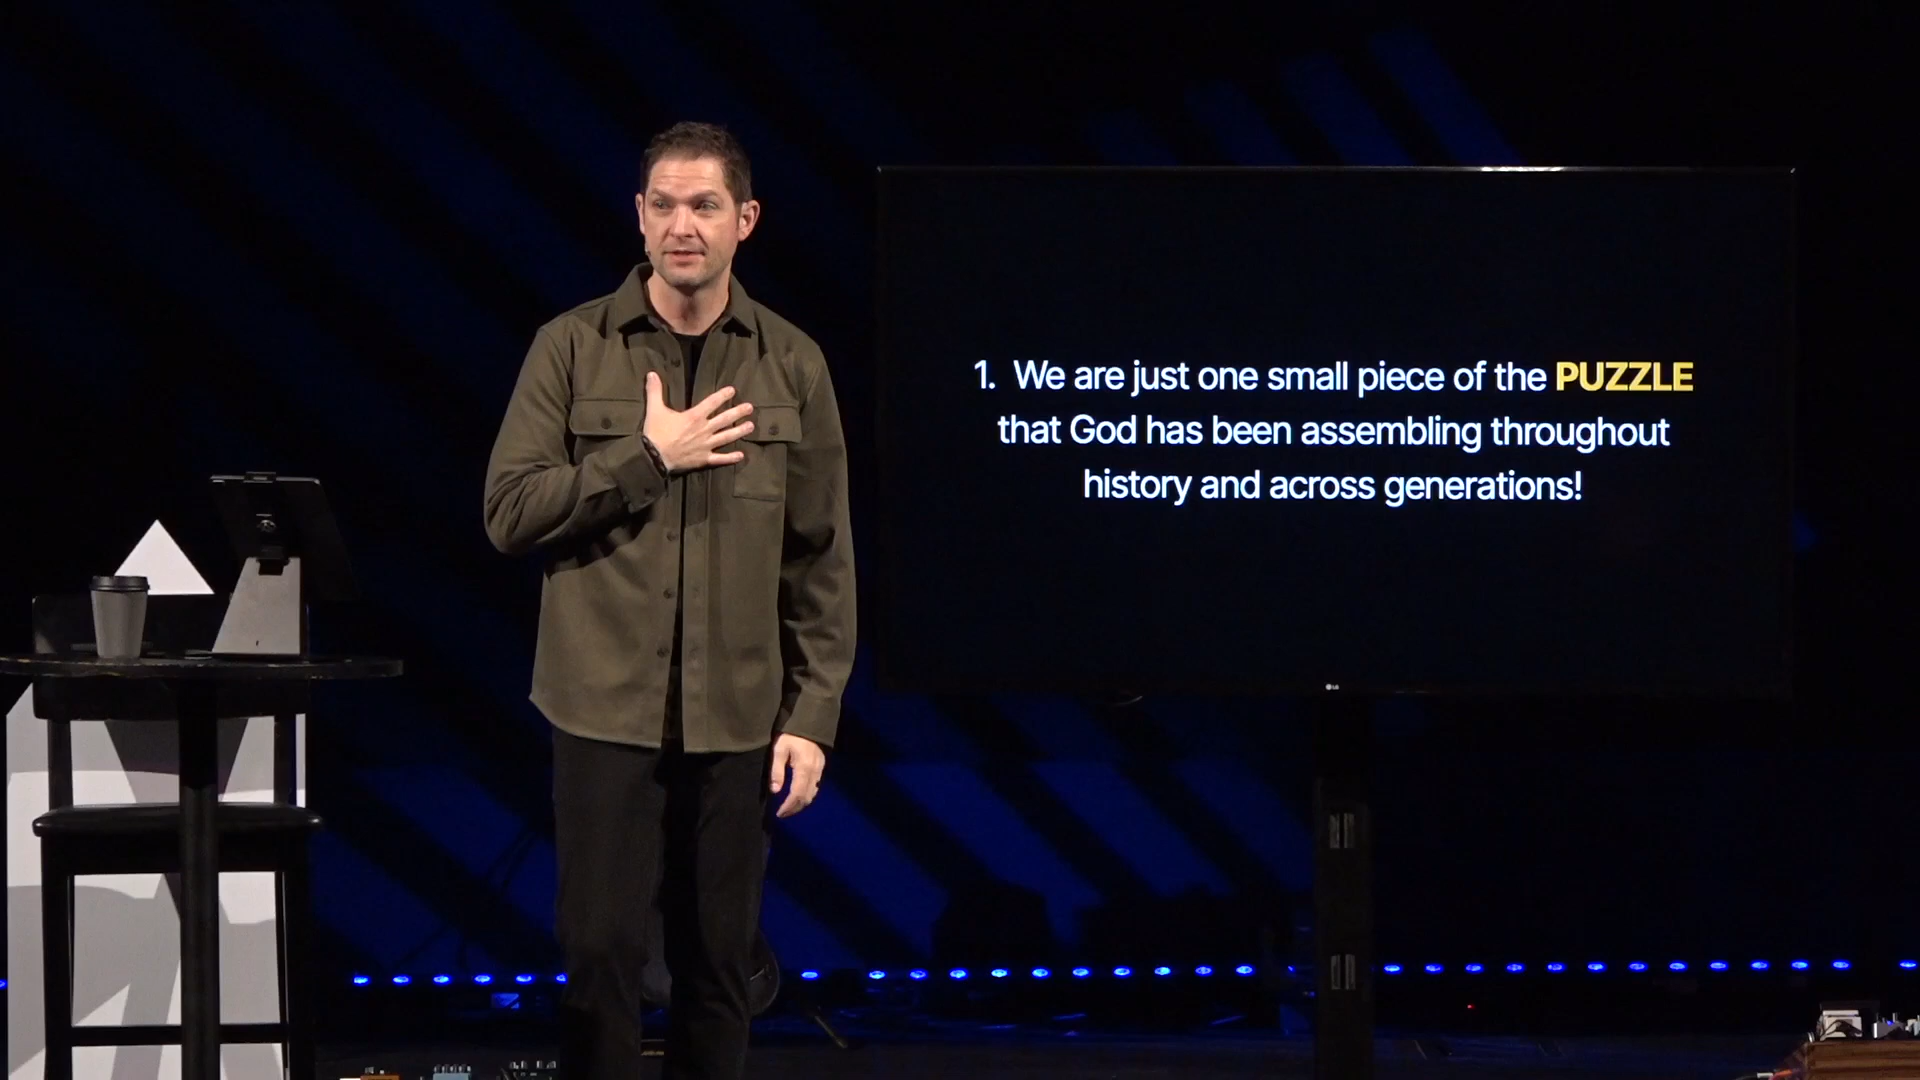 1. We are just one small piece of the PUZZLE
that God has been assembling throughout
history and across generations!
LG